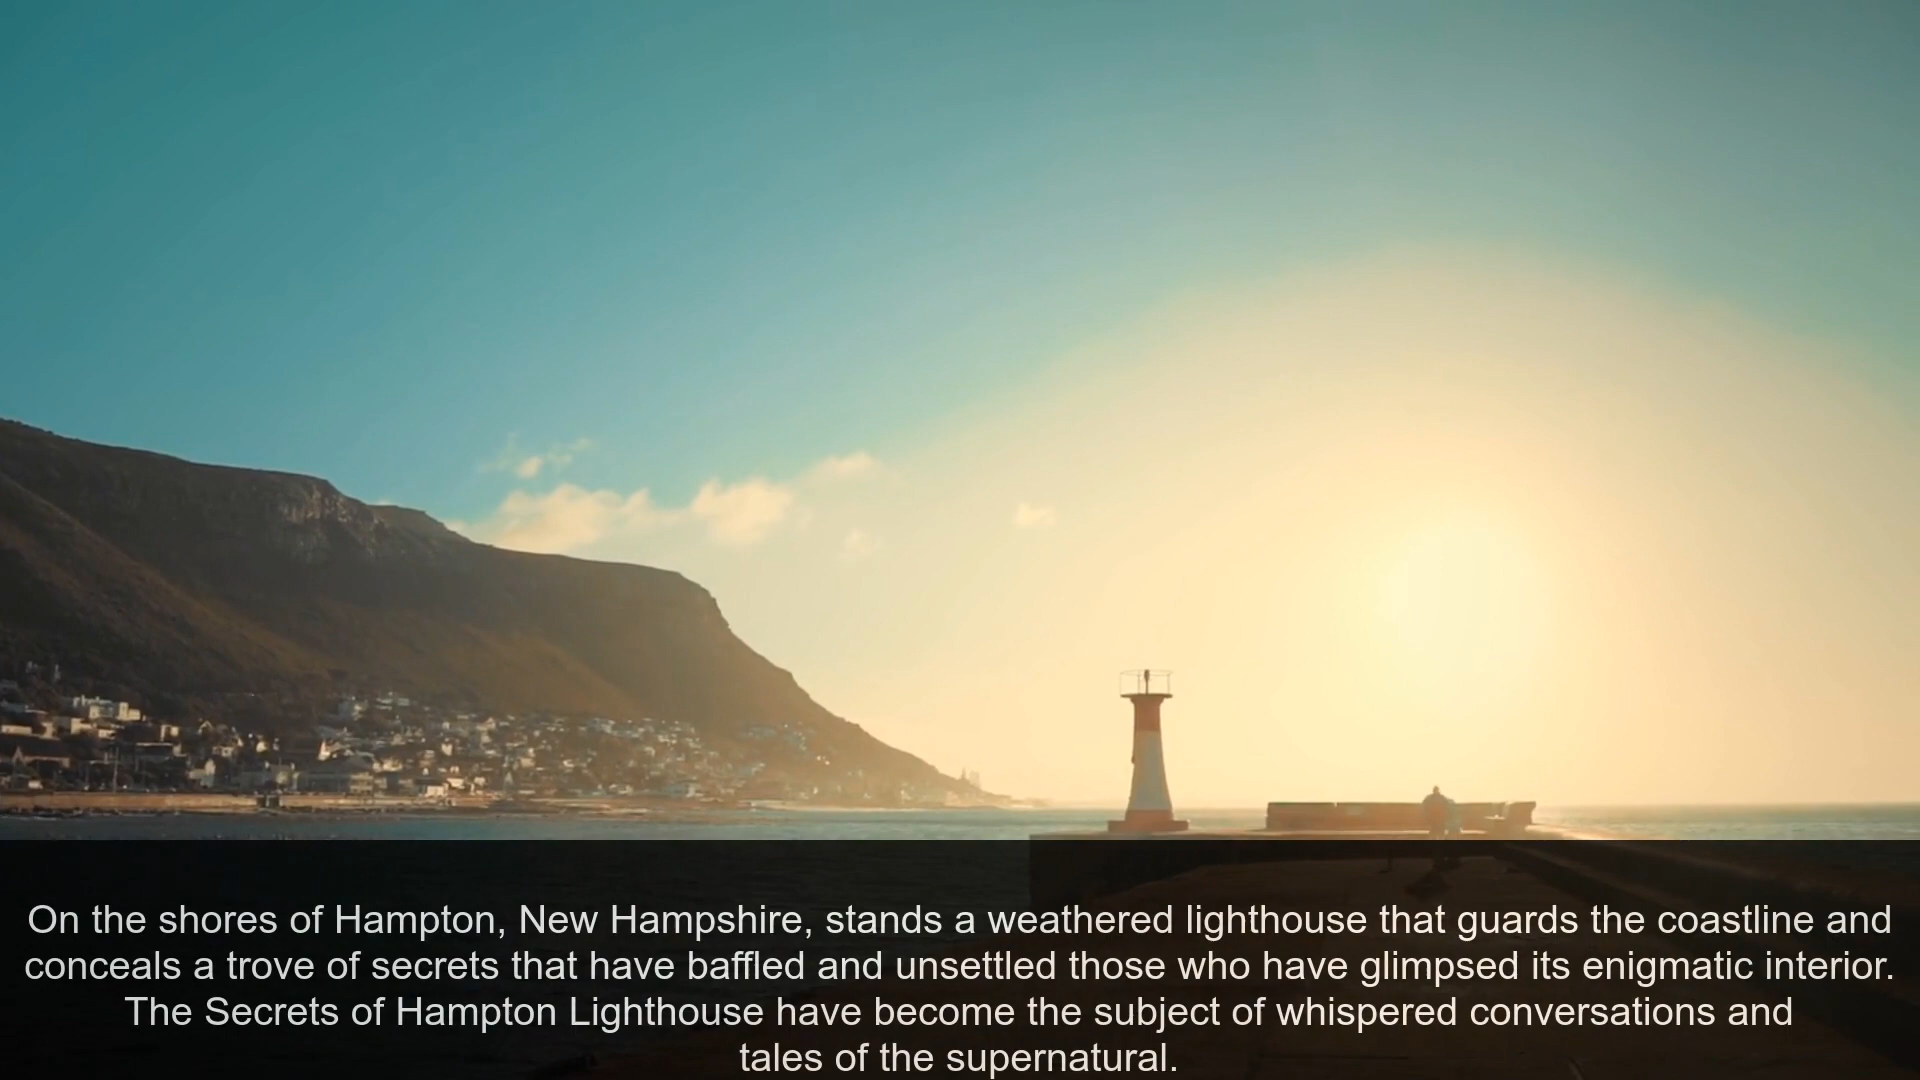 On the shores of Hampton, New Hampshire, stands a weathered lighthouse that guards the coastline and
conceals a trove of secrets that have baffled and unsettled those who have glimpsed its enigmatic interior.
The Secrets of Hampton Lighthouse have become the subject of whispered conversations and
tales of the supernatural.